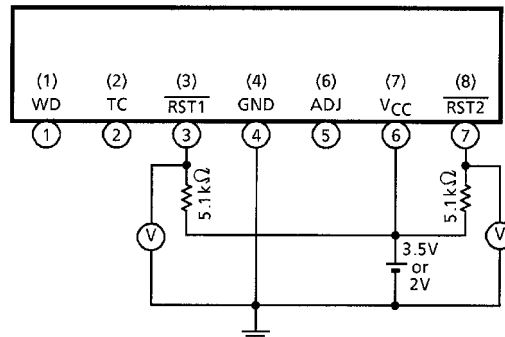 (1) (2) (3) (4) (6) (7) (8)
WD TC RST1 GND ADJ VCC RST2
1 2 3 4 5 6 7
5.1kΩ 5.1kΩ
V V
3.5V
or
2V